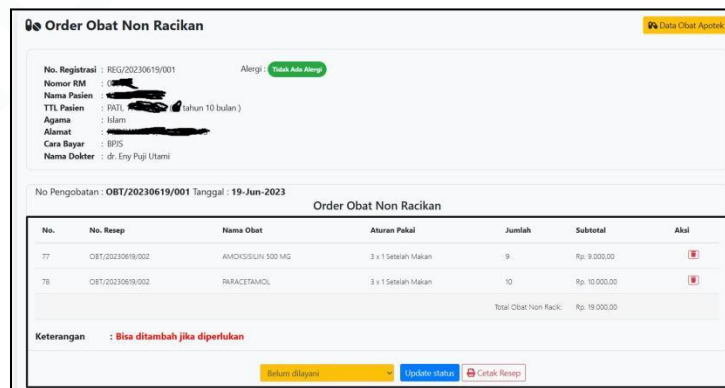 Order Obat Non Racikan
Data Obat Apotek
No. Registrasi : REG/20230619/001 Alergi : Tidak Ada Alergi
Nomor RM :
Nama Pasien :
TTL Pasien : PATI, tahun 10 bulan )
Agama : Islam
Alamat :
Cara Bayar : BPJS
Nama Dokter : dr. Eny Puji Utami
No Pengobatan : OBT/20230619/001 Tanggal : 19-Jun-2023
Order Obat Non Racikan
No. No. Resep Nama Obat Aturan Pakai Jumlah Subtotal Aksi
77 OBT/20230619/002 AMOKSISILIN 500 MG 3 x 1 Setelah Makan 9 Rp. 9.000,00
78 OBT/20230619/002 PARACETAMOL 3 x 1 Setelah Makan 10 Rp. 10.000,00
Total Obat Non Racik: Rp. 19.000,00
Keterangan : Bisa ditambah jika diperlukan
Belum dilayani Update status Cetak Resep